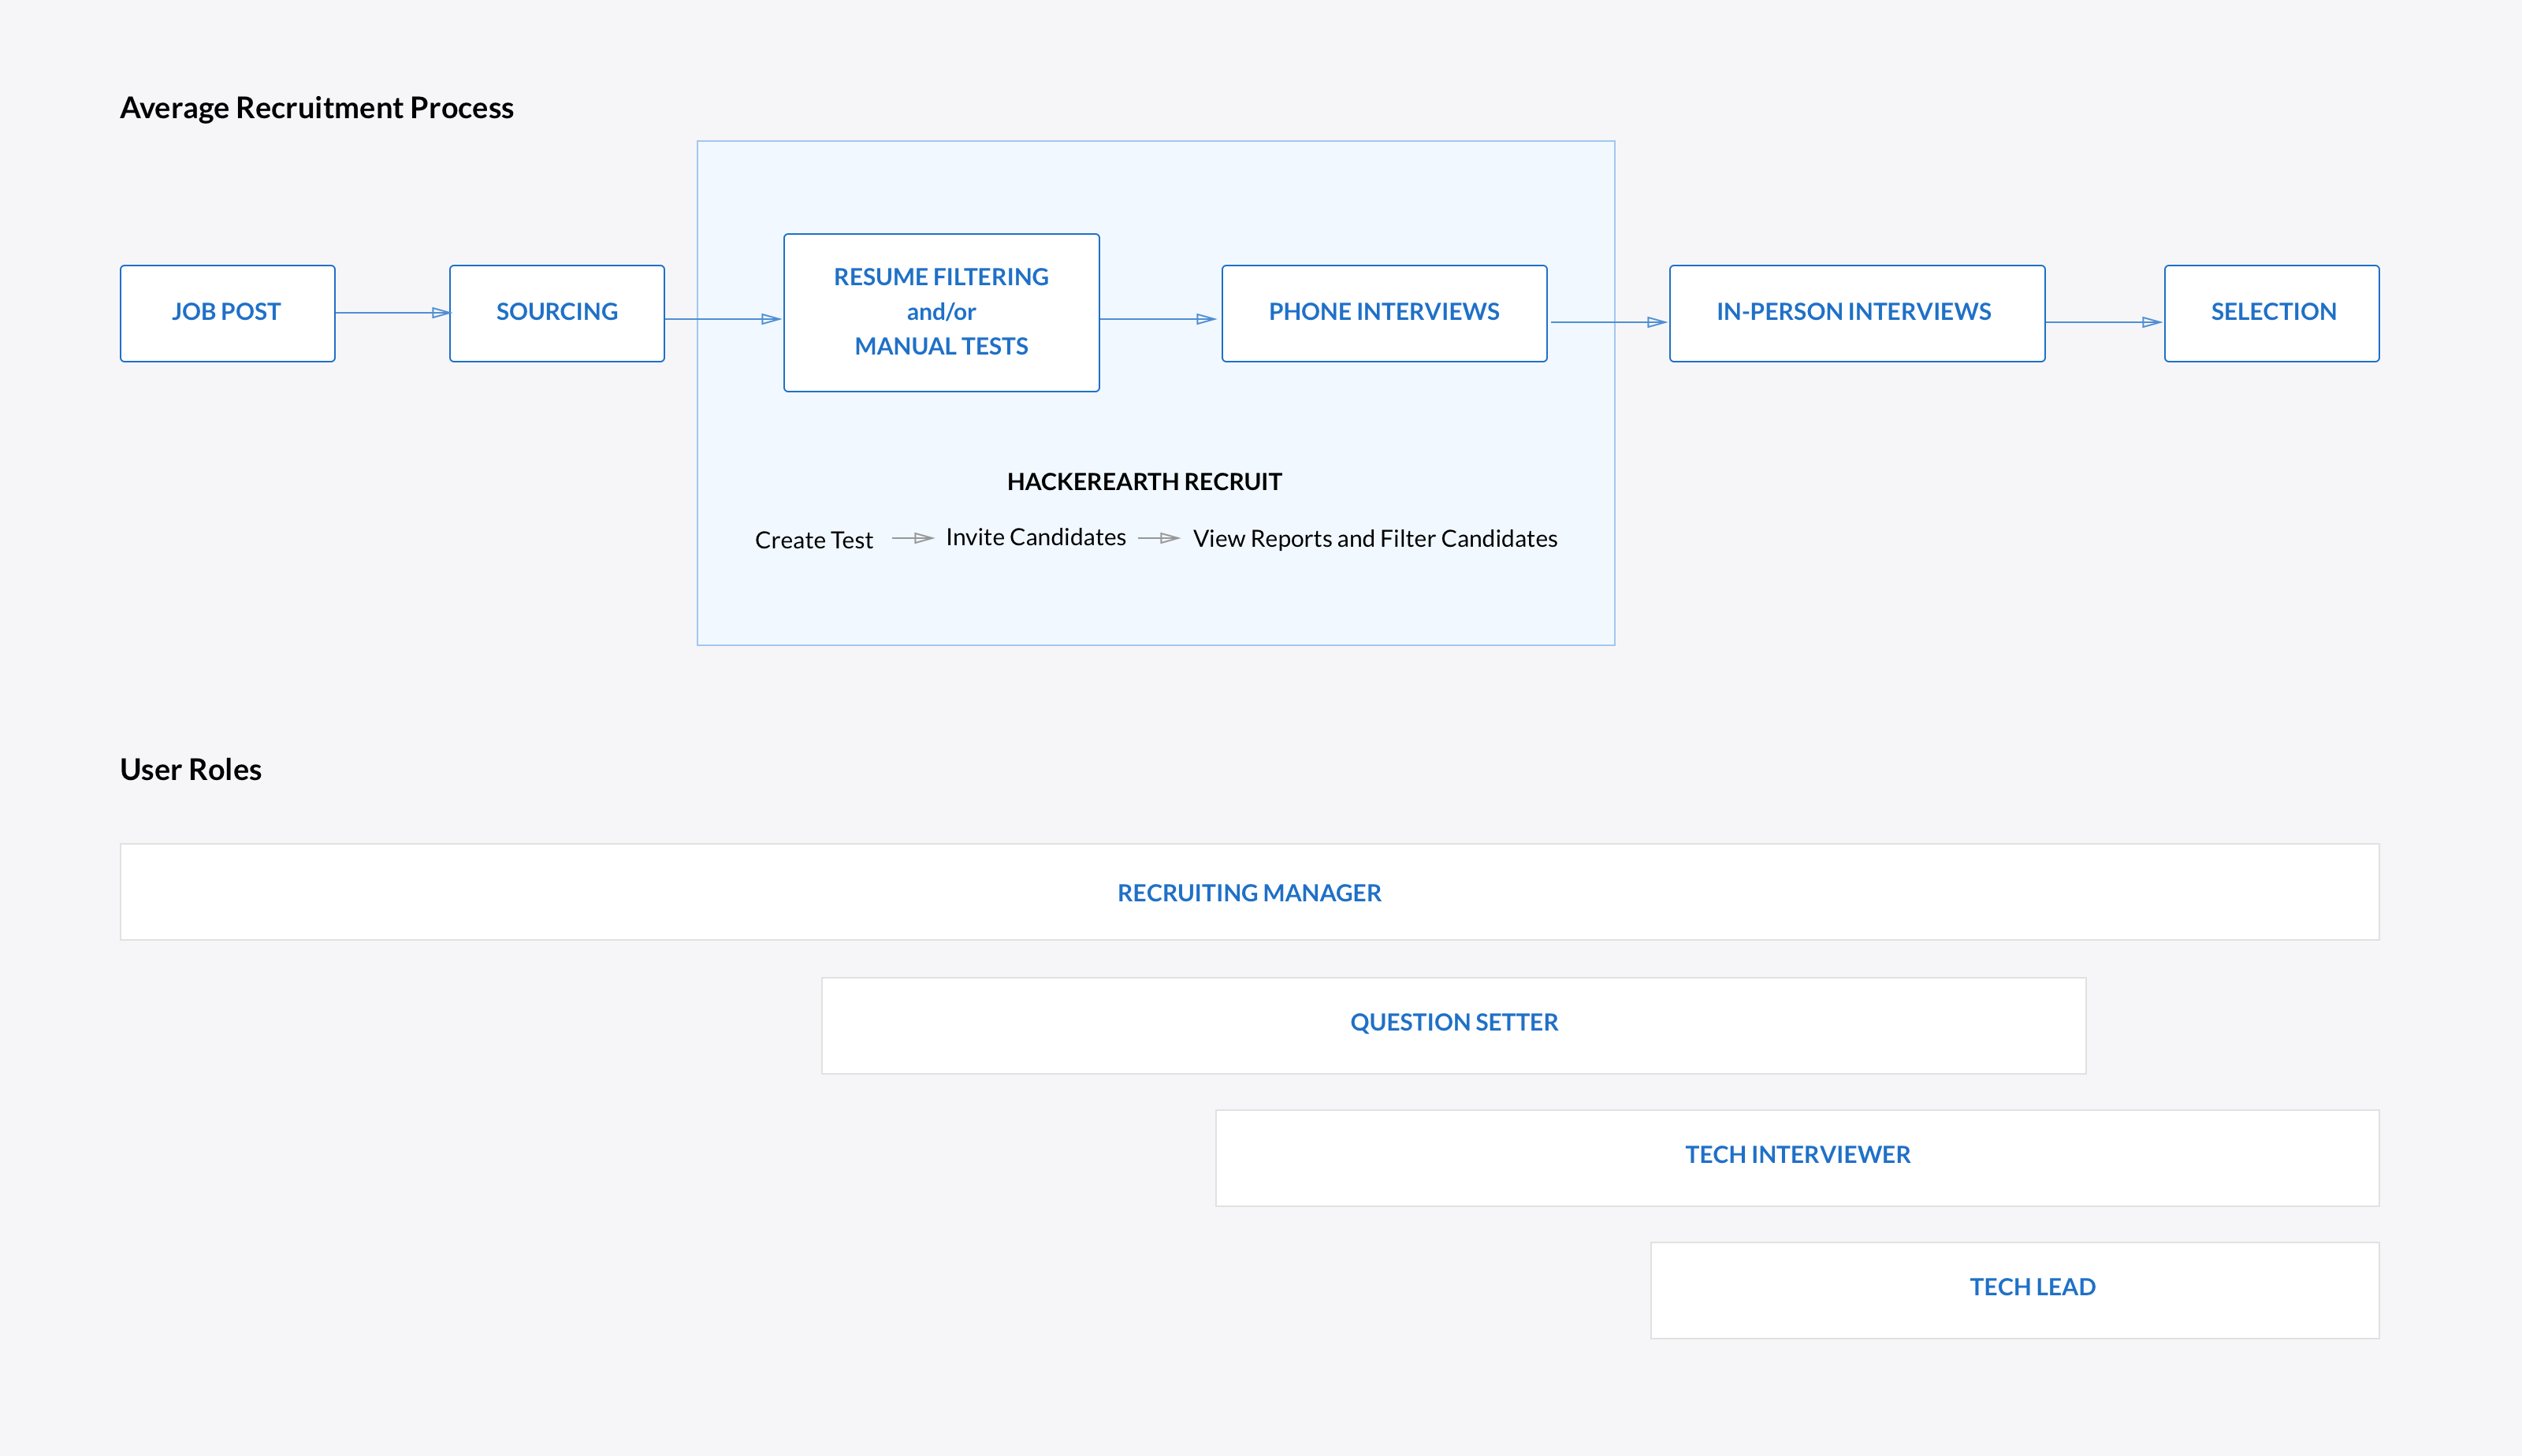 Average Recruitment Process
JOB POST
SOURCING
RESUME FILTERING
and/or
MANUAL TESTS
PHONE INTERVIEWS
IN-PERSON INTERVIEWS
SELECTION
HACKEREARTH RECRUIT
Create Test
Invite Candidates
View Reports and Filter Candidates
User Roles
RECRUITING MANAGER
QUESTION SETTER
TECH INTERVIEWER
TECH LEAD